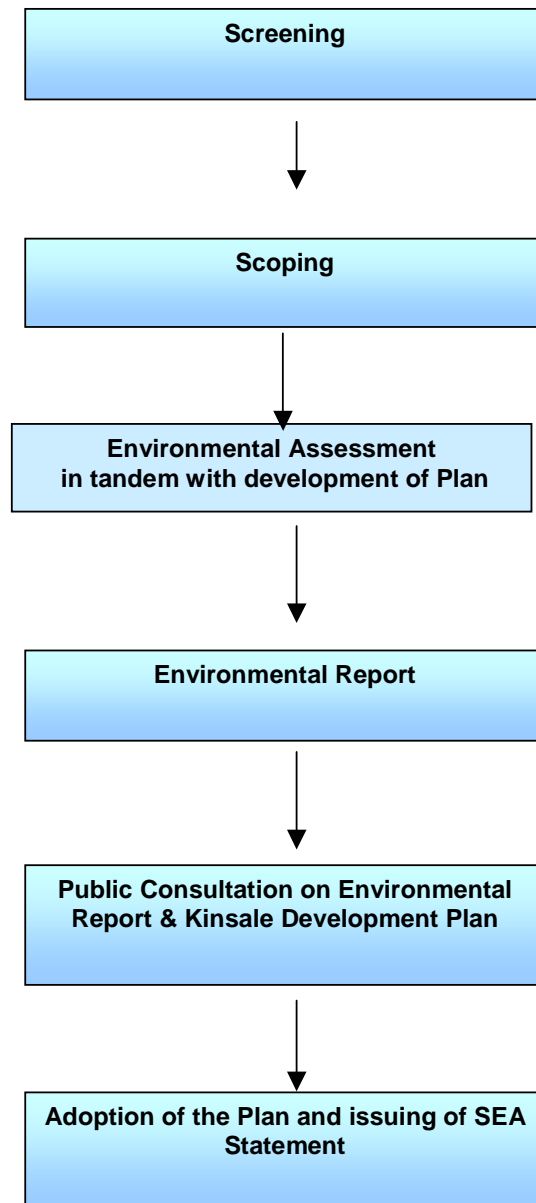 Screening
Scoping
Environmental Assessment
in tandem with development of Plan
Environmental Report
Public Consultation on Environmental
Report & Kinsale Development Plan
Adoption of the Plan and issuing of SEA
Statement